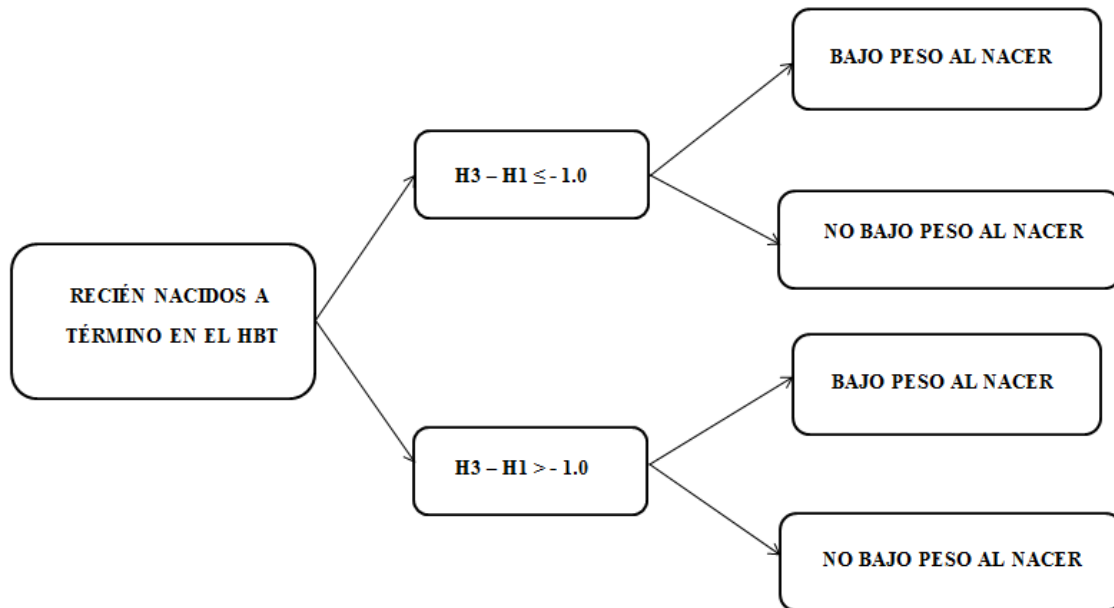 BAJO PESO AL NACER
H3 – H1 ≤ - 1.0
NO BAJO PESO AL NACER
RECIÉN NACIDOS A
TÉRMINO EN EL HBT
BAJO PESO AL NACER
H3 – H1 > - 1.0
NO BAJO PESO AL NACER